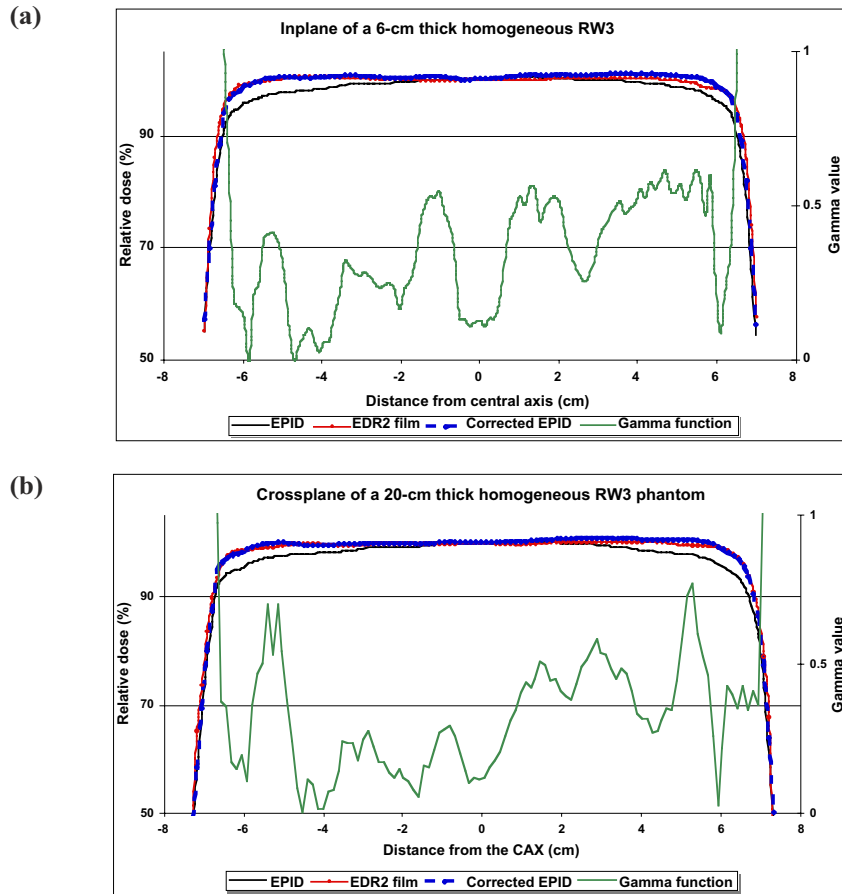 (a)
Inplane of a 6-cm thick homogeneous RW3
Relative dose (%)
90
70
50
-8 -6 -4 -2 0 2 4 6 8
Distance from central axis (cm)
1
0.5
0
Gamma value
EPID EDR2 film Corrected EPID Gamma function
(b)
Crossplane of a 20-cm thick homogeneous RW3 phantom
Relative dose (%)
90
70
50
-8 -6 -4 -2 0 2 4 6 8
Distance from the CAX (cm)
1
0.5
0
Gamma value
EPID EDR2 film Corrected EPID Gamma function